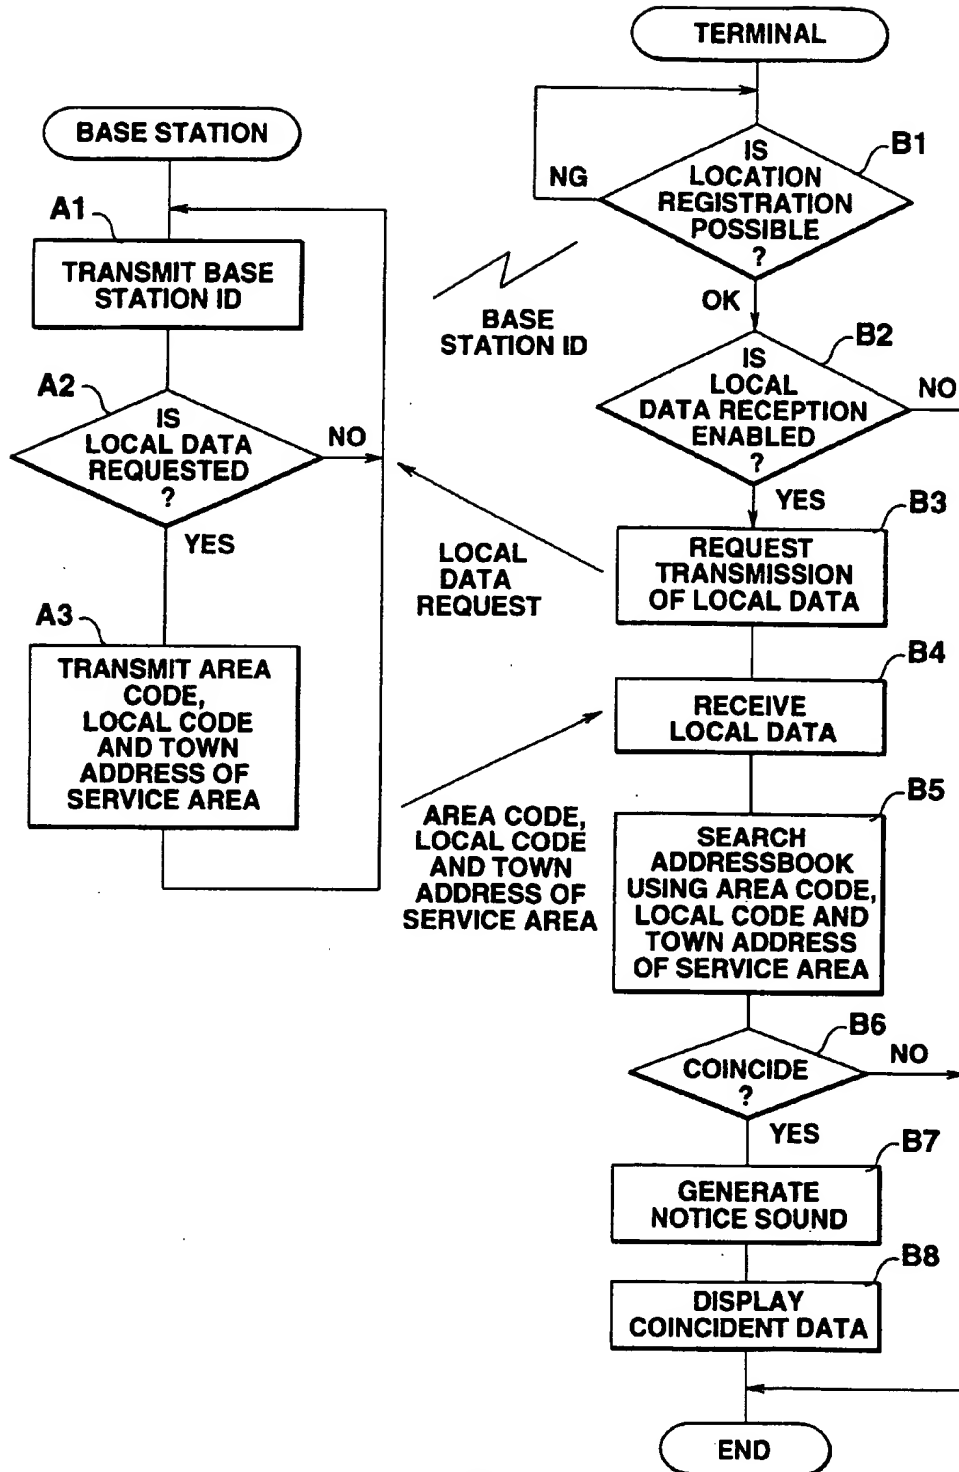 BASE STATION
A1
TRANSMIT BASE
STATION ID
A2
IS
LOCAL DATA
REQUESTED
?
NO
YES
A3
TRANSMIT AREA
CODE,
LOCAL CODE
AND TOWN
ADDRESS OF
SERVICE AREA
BASE
STATION ID
LOCAL
DATA
REQUEST
AREA CODE,
LOCAL CODE
AND TOWN
ADDRESS OF
SERVICE AREA
TERMINAL
B1
IS
LOCATION
REGISTRATION
POSSIBLE
?
NG
OK
B2
IS
LOCAL
DATA RECEPTION
ENABLED
?
NO
YES
B3
REQUEST
TRANSMISSION
OF LOCAL DATA
B4
RECEIVE
LOCAL DATA
B5
SEARCH
ADDRESSBOOK
USING AREA CODE,
LOCAL CODE AND
TOWN ADDRESS
OF SERVICE AREA
B6
COINCIDE
?
NO
YES
B7
GENERATE
NOTICE SOUND
B8
DISPLAY
COINCIDENT DATA
END